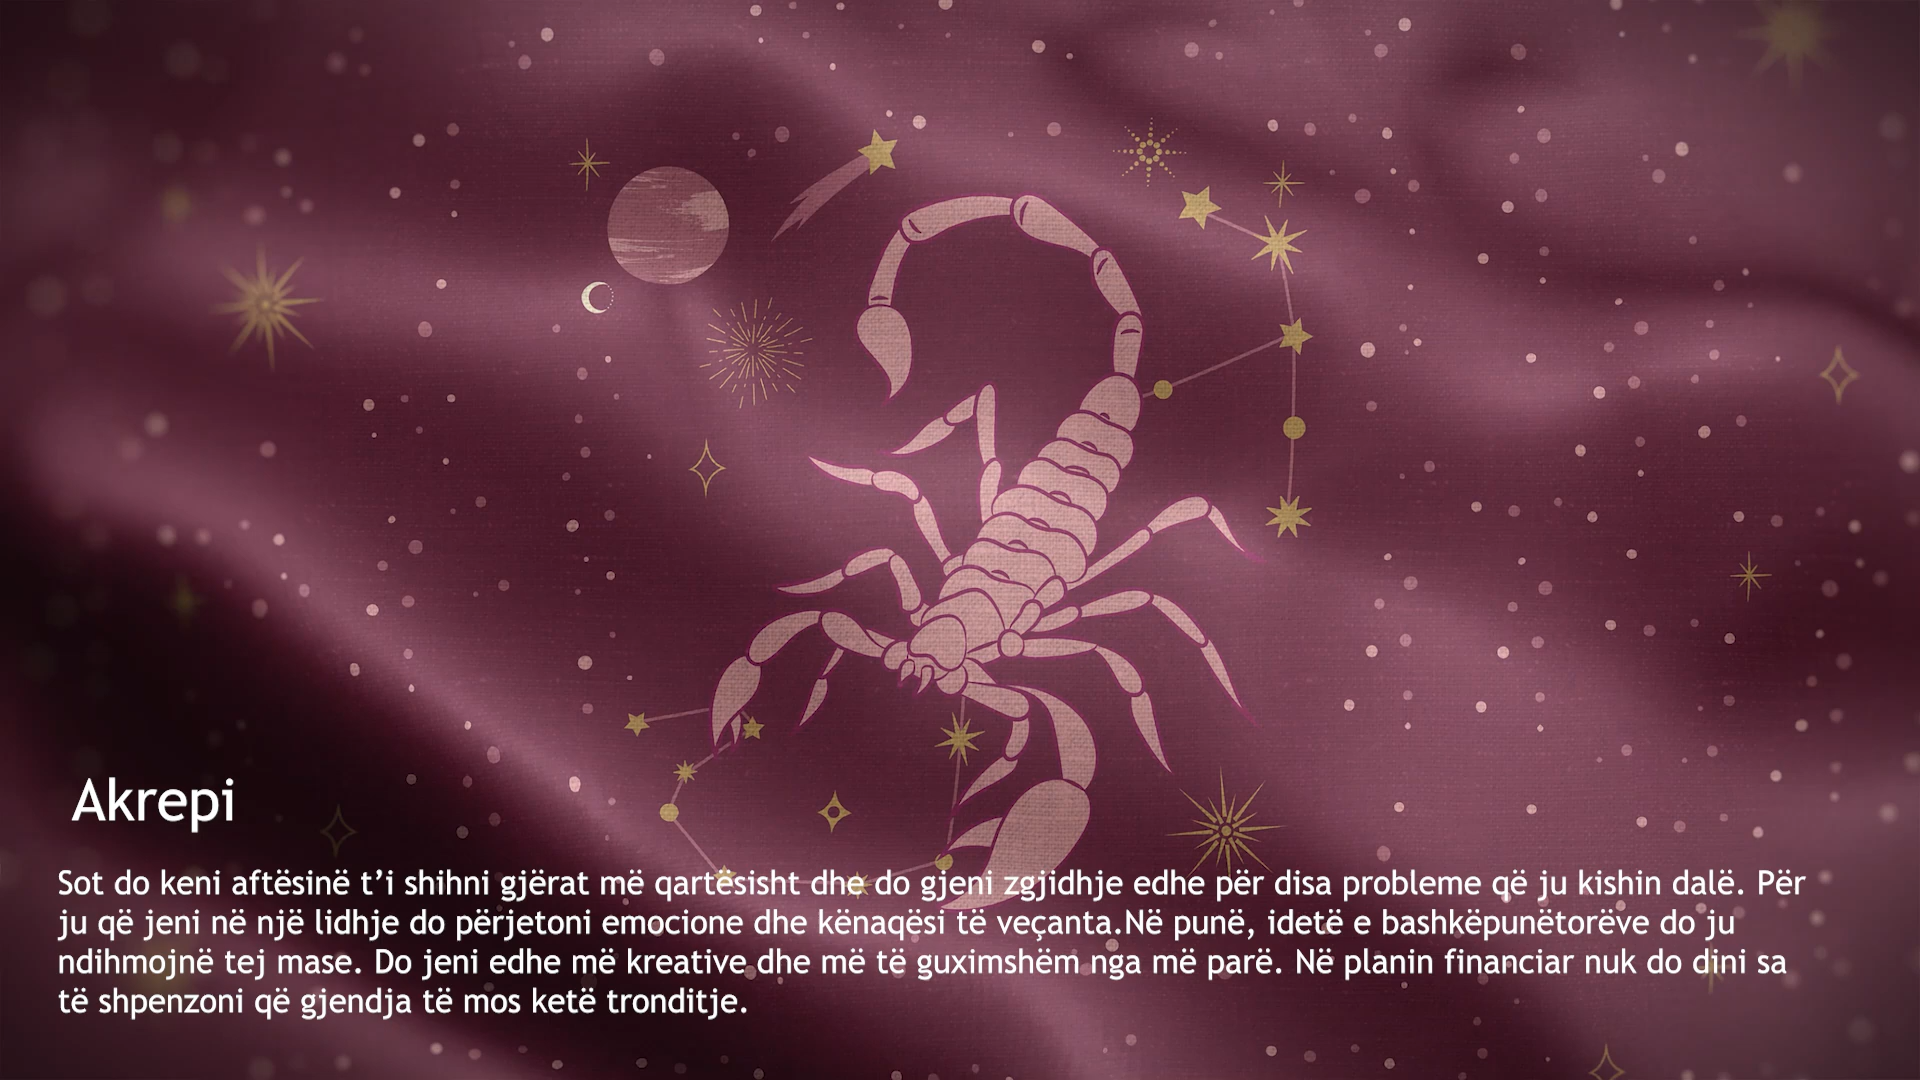 Akrepi
Sot do keni aftësinë t’i shihni gjërat më qartësisht dhe do gjeni zgjidhje edhe për disa probleme që ju kishin dalë. Për
ju që jeni në një lidhje do përjetoni emocione dhe kënaqësi të veçanta.Në punë, idetë e bashkëpunëtorëve do ju
ndihmojnë tej mase. Do jeni edhe më kreative dhe më të guximshëm nga më parë. Në planin financiar nuk do dini sa
të shpenzoni që gjendja të mos ketë tronditje.